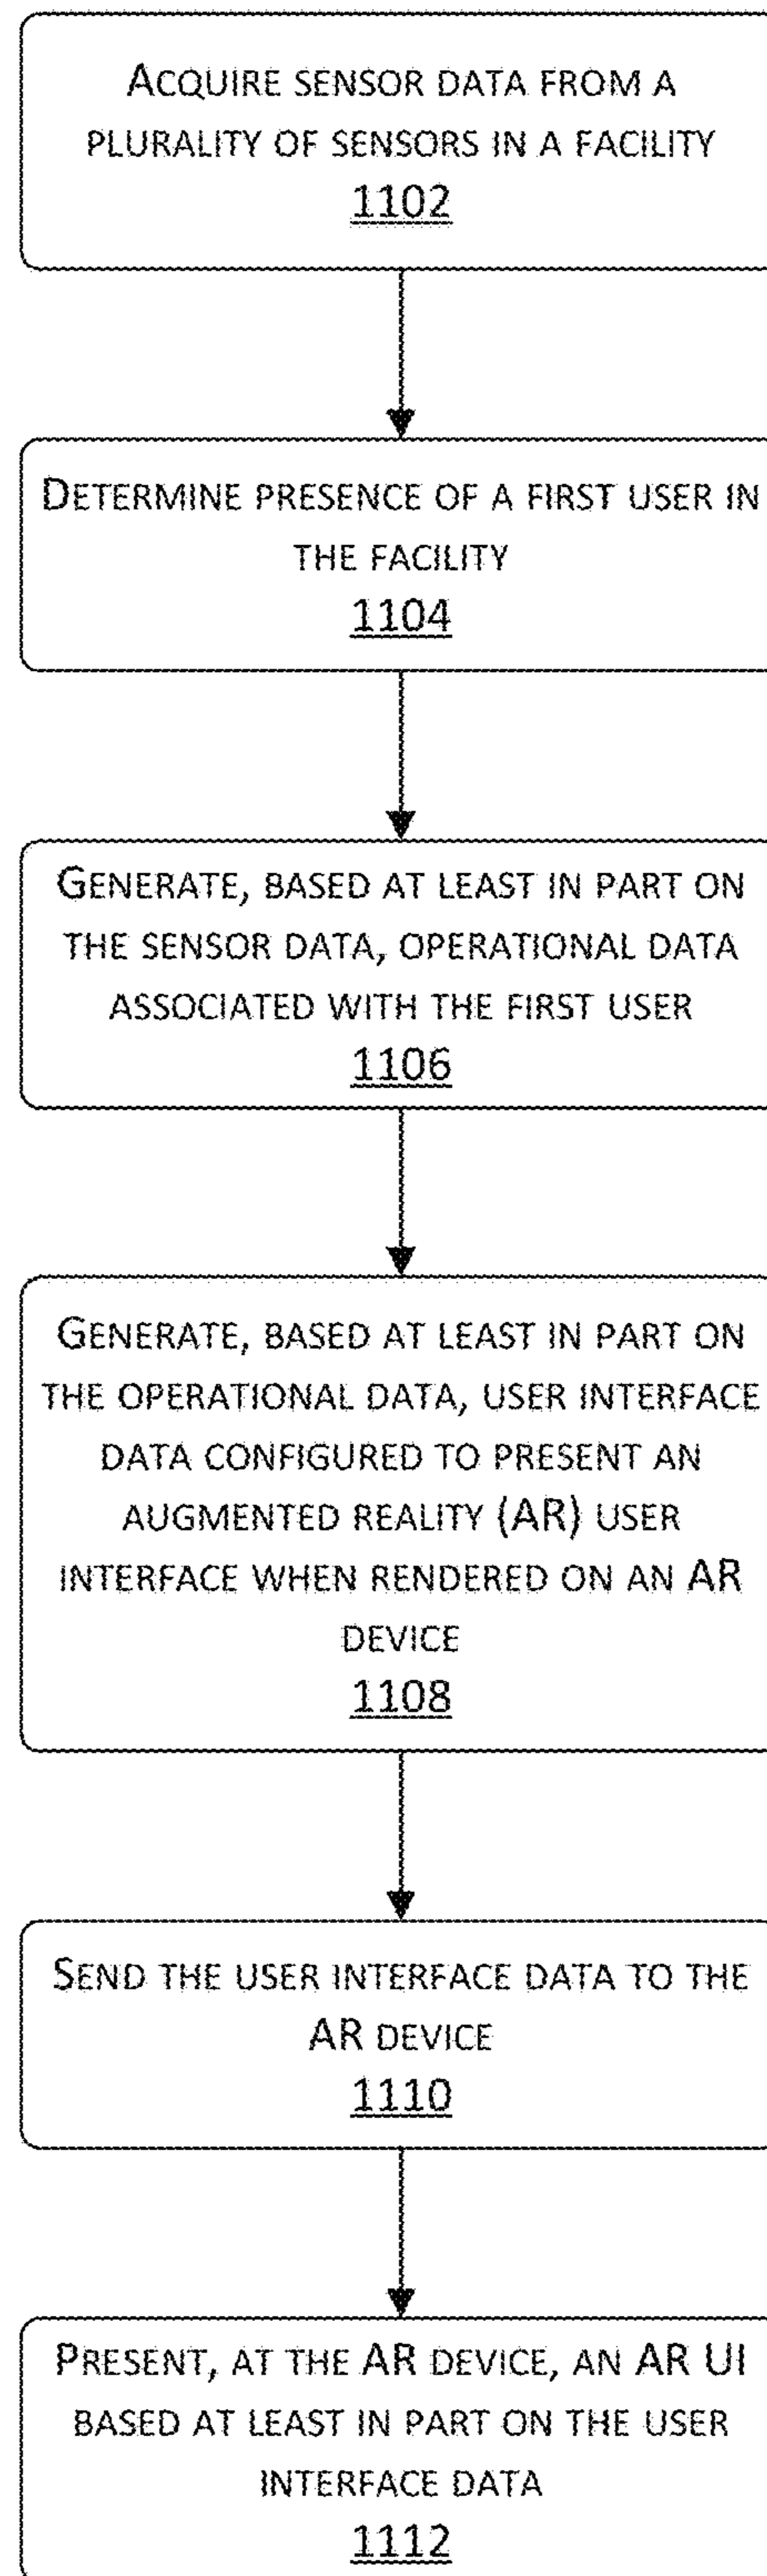 ACQUIRE SENSOR DATA FROM A
PLURALITY OF SENSORS IN A FACILITY
1102
DETERMINE PRESENCE OF A FIRST USER IN
THE FACILITY
1104
GENERATE, BASED AT LEAST IN PART ON
THE SENSOR DATA, OPERATIONAL DATA
ASSOCIATED WITH THE FIRST USER
1106
GENERATE, BASED AT LEAST IN PART ON
THE OPERATIONAL DATA, USER INTERFACE
DATA CONFIGURED TO PRESENT AN
AUGMENTED REALITY (AR) USER
INTERFACE WHEN RENDERED ON AN AR
DEVICE
1108
SEND THE USER INTERFACE DATA TO THE
AR DEVICE
1110
PRESENT, AT THE AR DEVICE, AN AR UI
BASED AT LEAST IN PART ON THE USER
INTERFACE DATA
1112